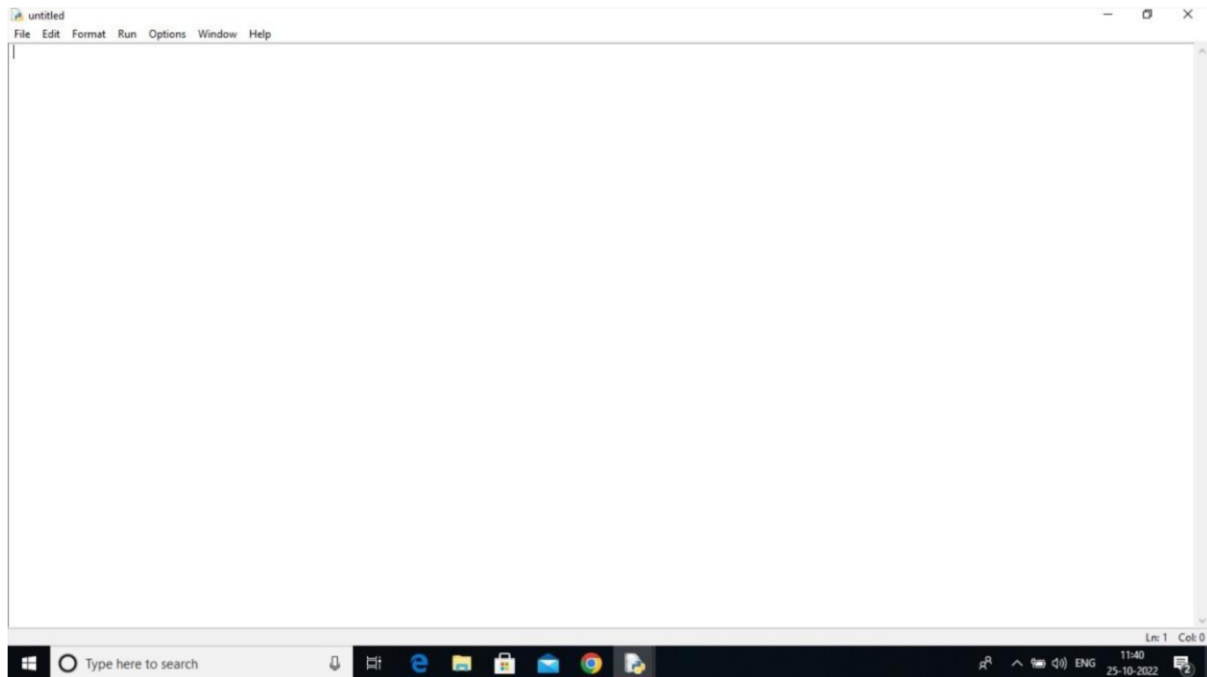 untitled
File Edit Format Run Options Window Help
Ln: 1 Col: 0
Type here to search
ENG
11:40
25-10-2022
2